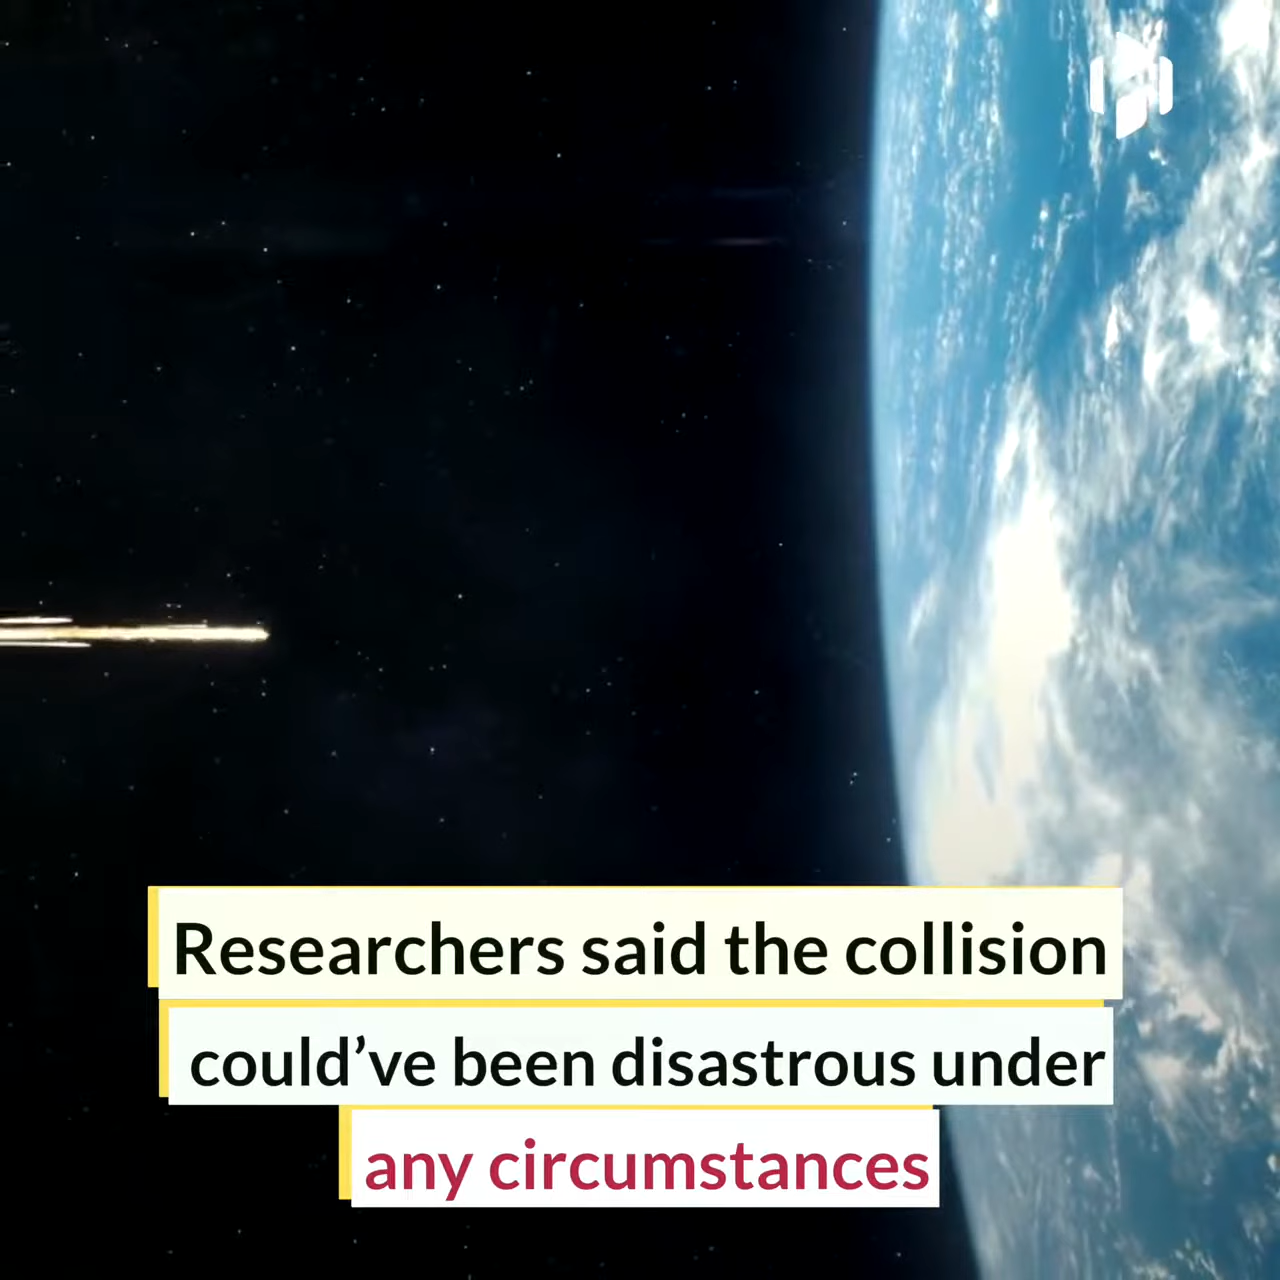 Researchers said the collision
could’ve been disastrous under
any circumstances